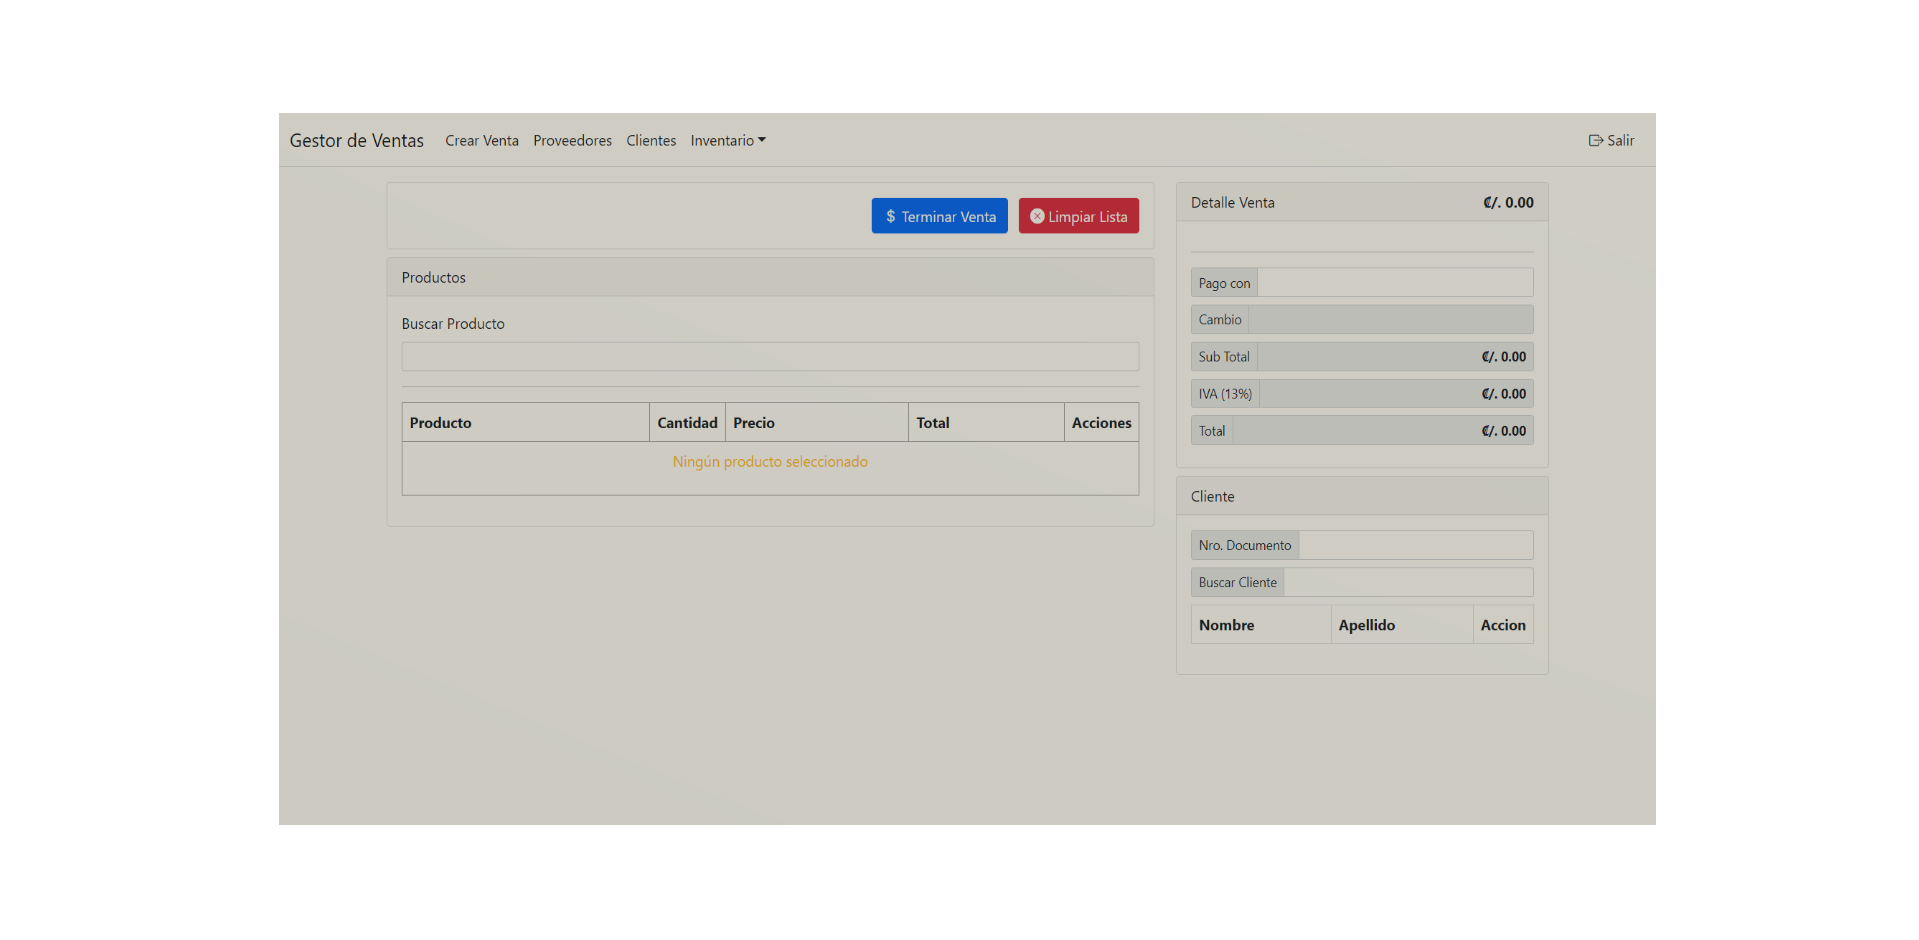 Gestor de Ventas Crear Venta Proveedores Clientes Inventario Salir
$ Terminar Venta Limpiar Lista
Productos
Buscar Producto
Producto Cantidad Precio Total Acciones
Ningún producto seleccionado
Detalle Venta ₡/. 0.00
Pago con
Cambio
Sub Total ₡/. 0.00
IVA (13%) ₡/. 0.00
Total ₡/. 0.00
Cliente
Nro. Documento
Buscar Cliente
Nombre Apellido Accion